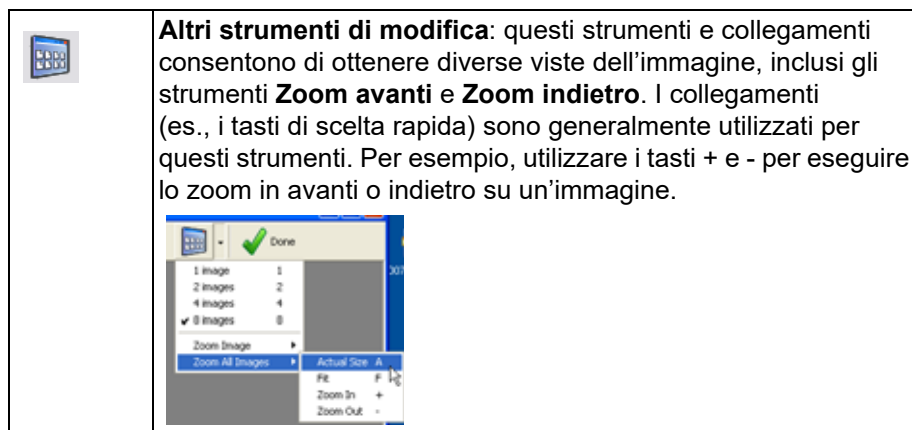 Altri strumenti di modifica: questi strumenti e collegamenti
consentono di ottenere diverse viste dell'immagine, inclusi gli
strumenti Zoom avanti e Zoom indietro. I collegamenti
(es., i tasti di scelta rapida) sono generalmente utilizzati per
questi strumenti. Per esempio, utilizzare i tasti + e - per eseguire
lo zoom in avanti o indietro su un'immagine.
Done
1 image 1
2 images 2
4 images 4
8 images 8
Zoom Image
Zoom All Images
Actual Size A
Fit F
Zoom In +
Zoom Out -